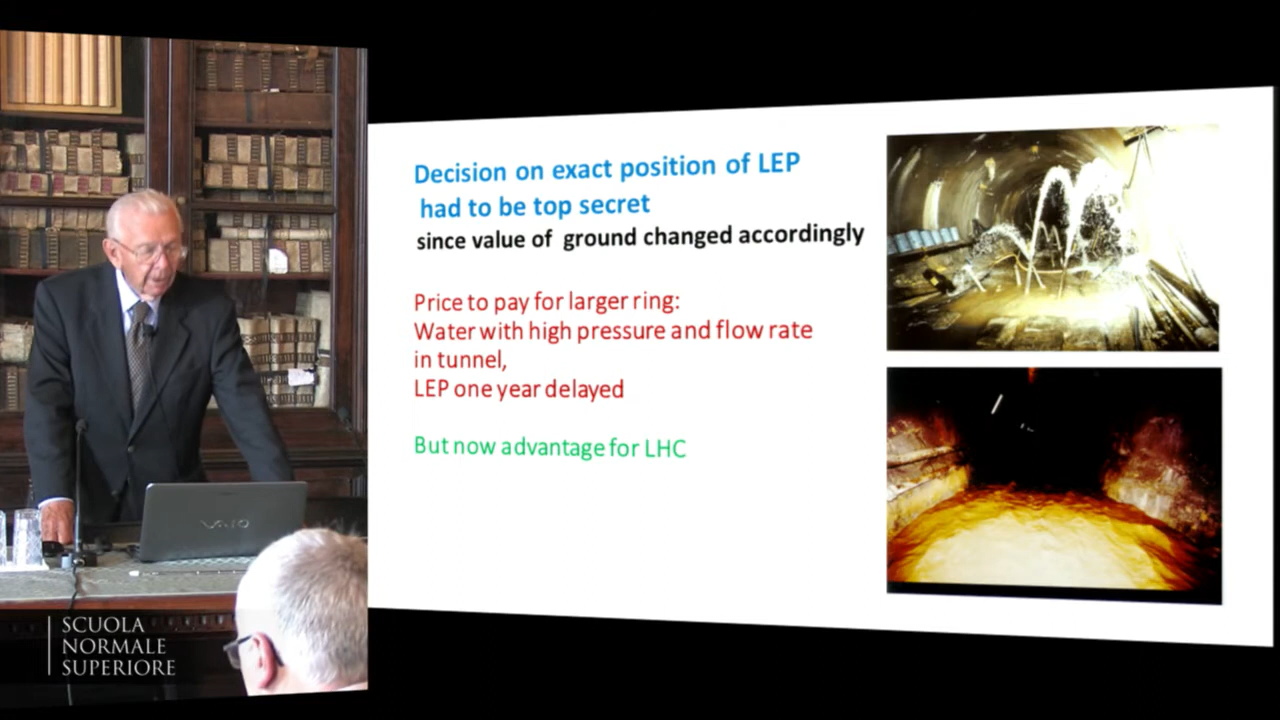 Decision on exact position of LEP
had to be top secret
since value of ground changed accordingly
Price to pay for larger ring:
Water with high pressure and flow rate
in tunnel,
LEP one year delayed
But now advantage for LHC
VAIO
SCUOLA
NORMALE
SUPERIORE